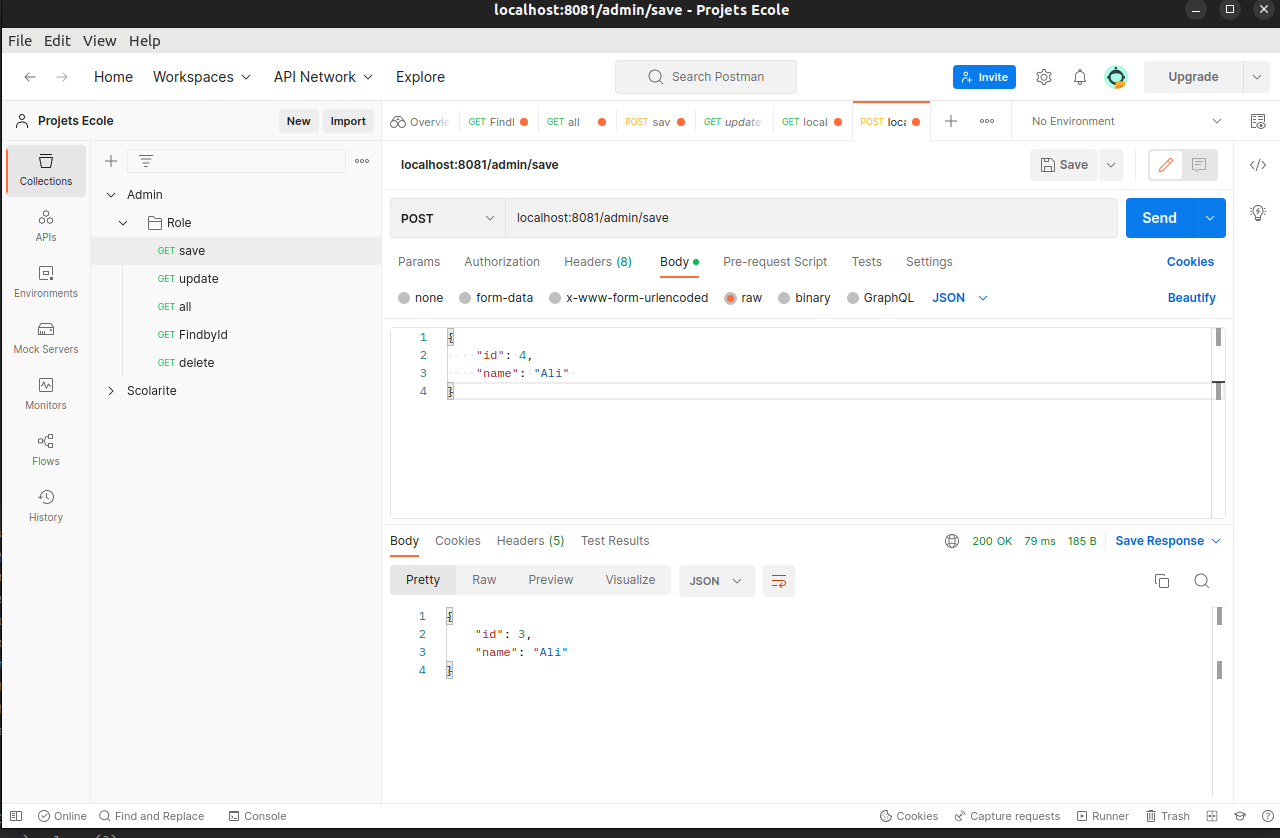 localhost:8081/admin/save - Projets Ecole
File Edit View Help
Home Workspaces API Network Explore Search Postman Invite Upgrade
Projets Ecole New Import
Overvie GET Findl GET all POST sav GET update GET local POST loca No Environment
Collections
APIs
Environments
Mock Servers
Monitors
Flows
History
Admin
Role
GET save
GET update
GET all
GET FindbyId
GET delete
Scolarite
localhost:8081/admin/save Save
POST localhost:8081/admin/save Send
Params Authorization Headers (8) Body Pre-request Script Tests Settings Cookies
none form-data x-www-form-urlencoded raw binary GraphQL JSON Beautify
1 {
2 ····"id":·4,
3 ····"name":·"Ali"·
4 }
Body Cookies Headers (5) Test Results 200 OK 79 ms 185 B Save Response
Pretty Raw Preview Visualize JSON
1 {
2 "id": 3,
3 "name": "Ali"
4 }
Online Find and Replace Console Cookies Capture requests Runner Trash